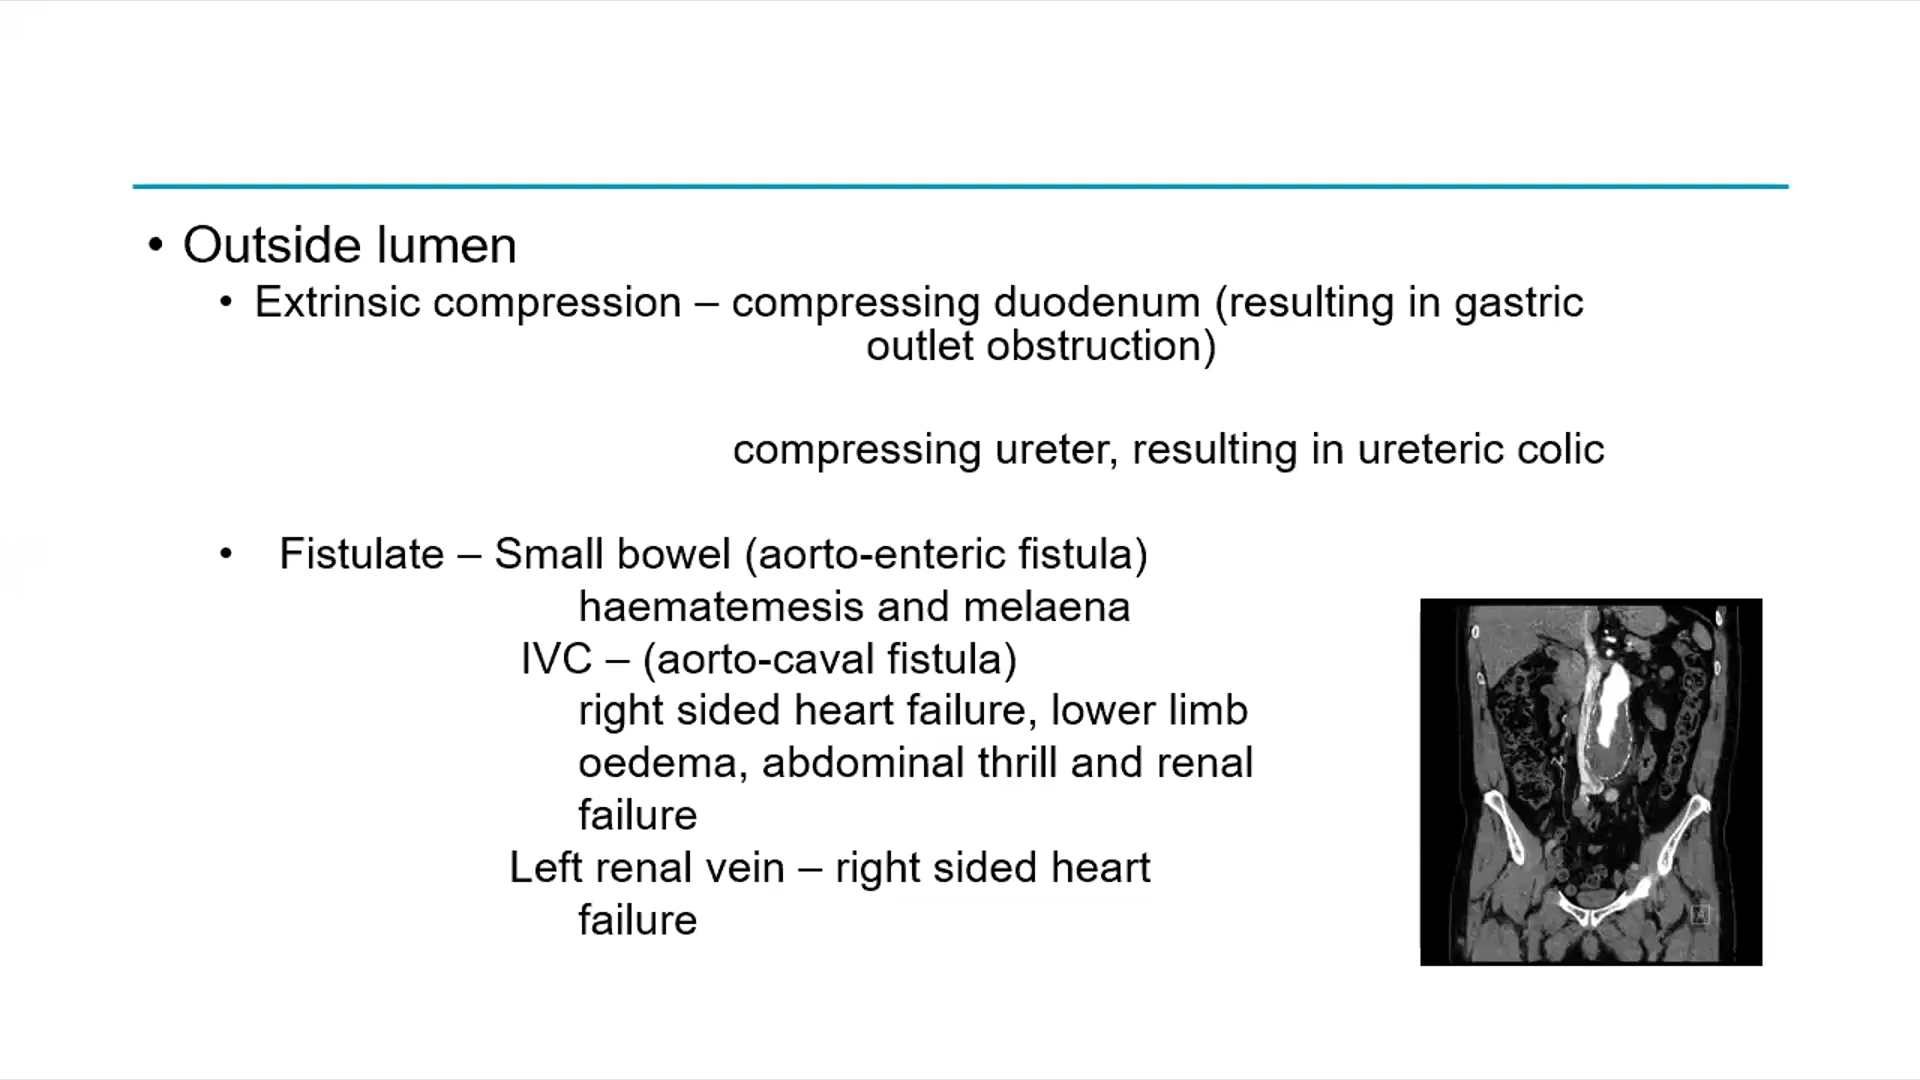 • Outside lumen
• Extrinsic compression – compressing duodenum (resulting in gastric
outlet obstruction)
compressing ureter, resulting in ureteric colic
• Fistulate – Small bowel (aorto-enteric fistula)
haematemesis and melaena
IVC – (aorto-caval fistula)
right sided heart failure, lower limb
oedema, abdominal thrill and renal
failure
Left renal vein – right sided heart
failure